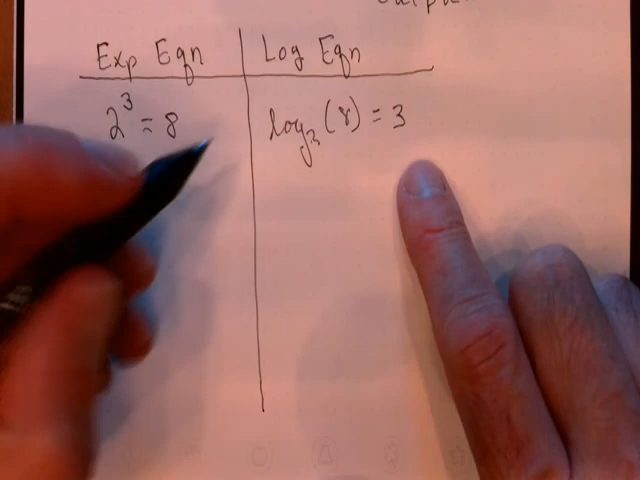 Exp Eqn Log Eqn
2³ = 8 log₂(8) = 3